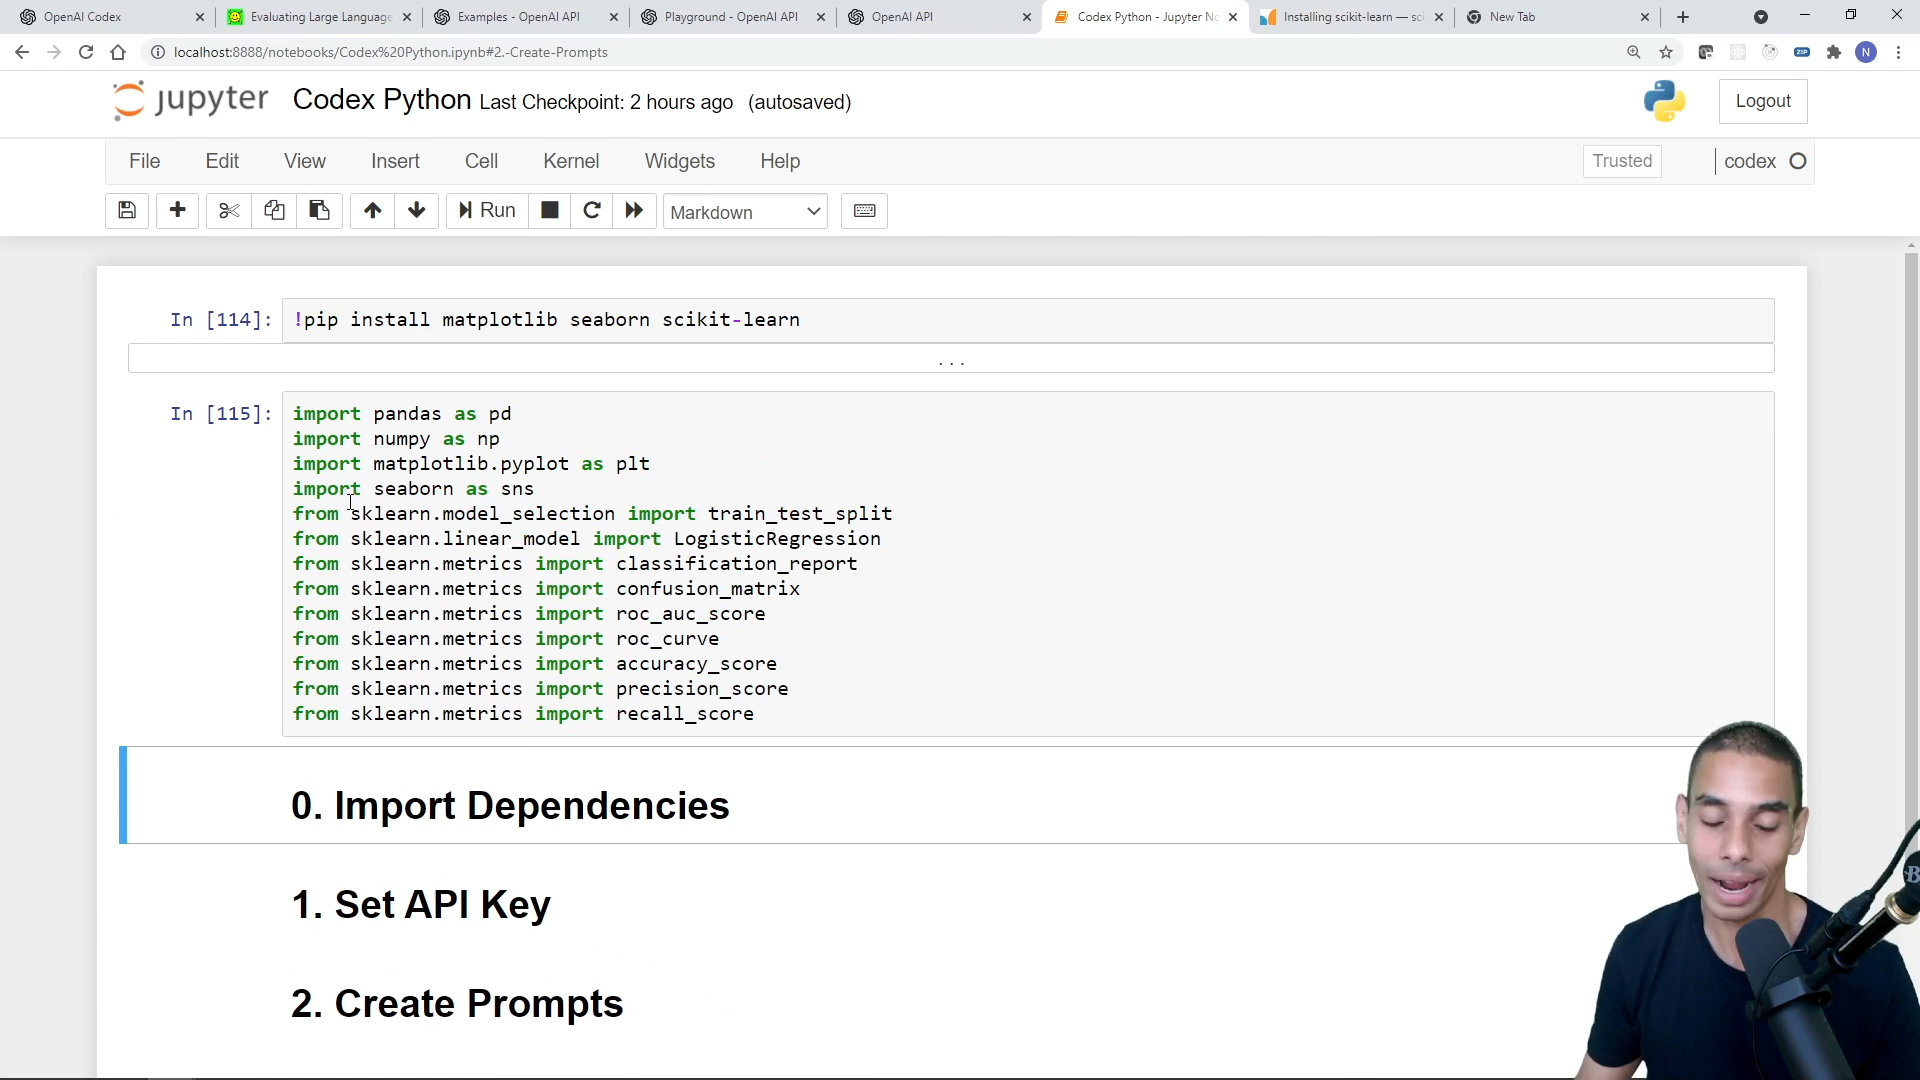 OpenAI Codex
Evaluating Large Language
Examples - OpenAI API
Playground - OpenAI API
OpenAI API
Codex Python - Jupyter No
Installing scikit-learn — sci
New Tab
localhost:8888/notebooks/Codex%20Python.ipynb#2.-Create-Prompts
ZIP
N
jupyter
Codex Python Last Checkpoint: 2 hours ago (autosaved)
Logout
File Edit View Insert Cell Kernel Widgets Help
Trusted
codex
Run
Markdown
In [114]: !pip install matplotlib seaborn scikit-learn
...
In [115]: import pandas as pd
import numpy as np
import matplotlib.pyplot as plt
import seaborn as sns
from sklearn.model_selection import train_test_split
from sklearn.linear_model import LogisticRegression
from sklearn.metrics import classification_report
from sklearn.metrics import confusion_matrix
from sklearn.metrics import roc_auc_score
from sklearn.metrics import roc_curve
from sklearn.metrics import accuracy_score
from sklearn.metrics import precision_score
from sklearn.metrics import recall_score
0. Import Dependencies
1. Set API Key
2. Create Prompts
B